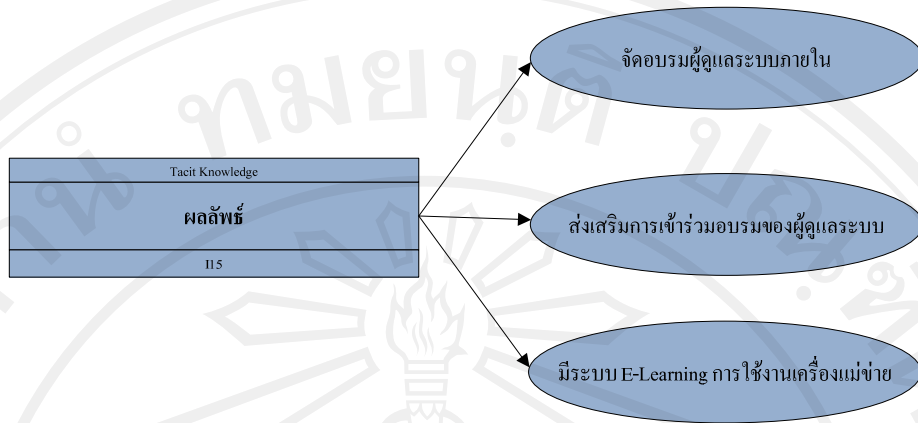 จัดอบรมผู้ดูแลระบบภายใน
Tacit Knowledge
ผลลัพธ์
I15
ส่งเสริมการเข้าร่วมอบรมของผู้ดูแลระบบ
มีระบบ E-Learning การใช้งานเครื่องแม่ข่าย